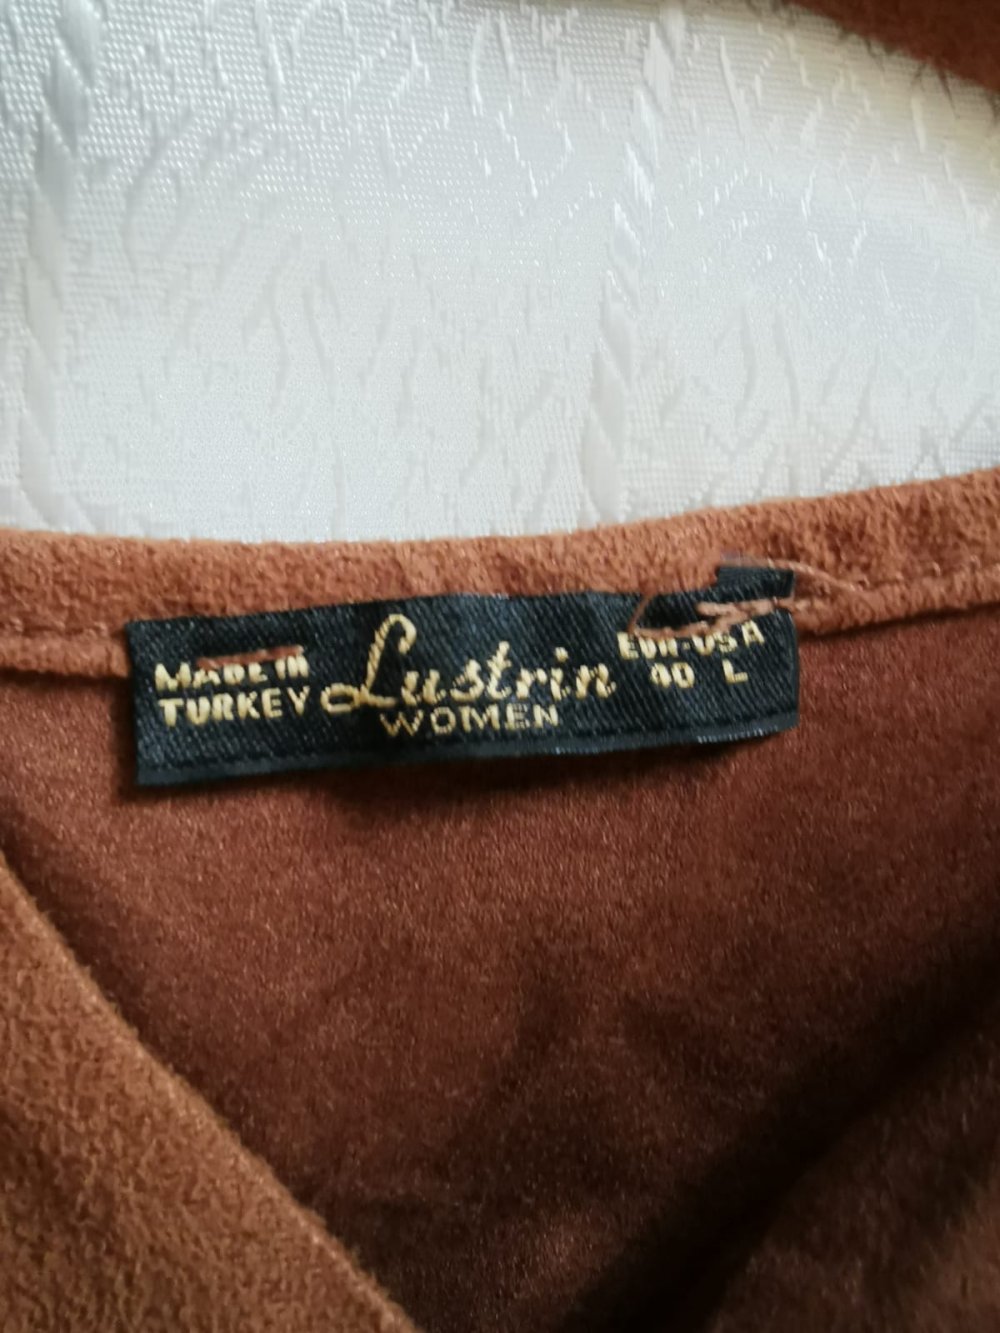 MADE IN
TURKEY
Lustrin
WOMEN
EUR-USA
40 L